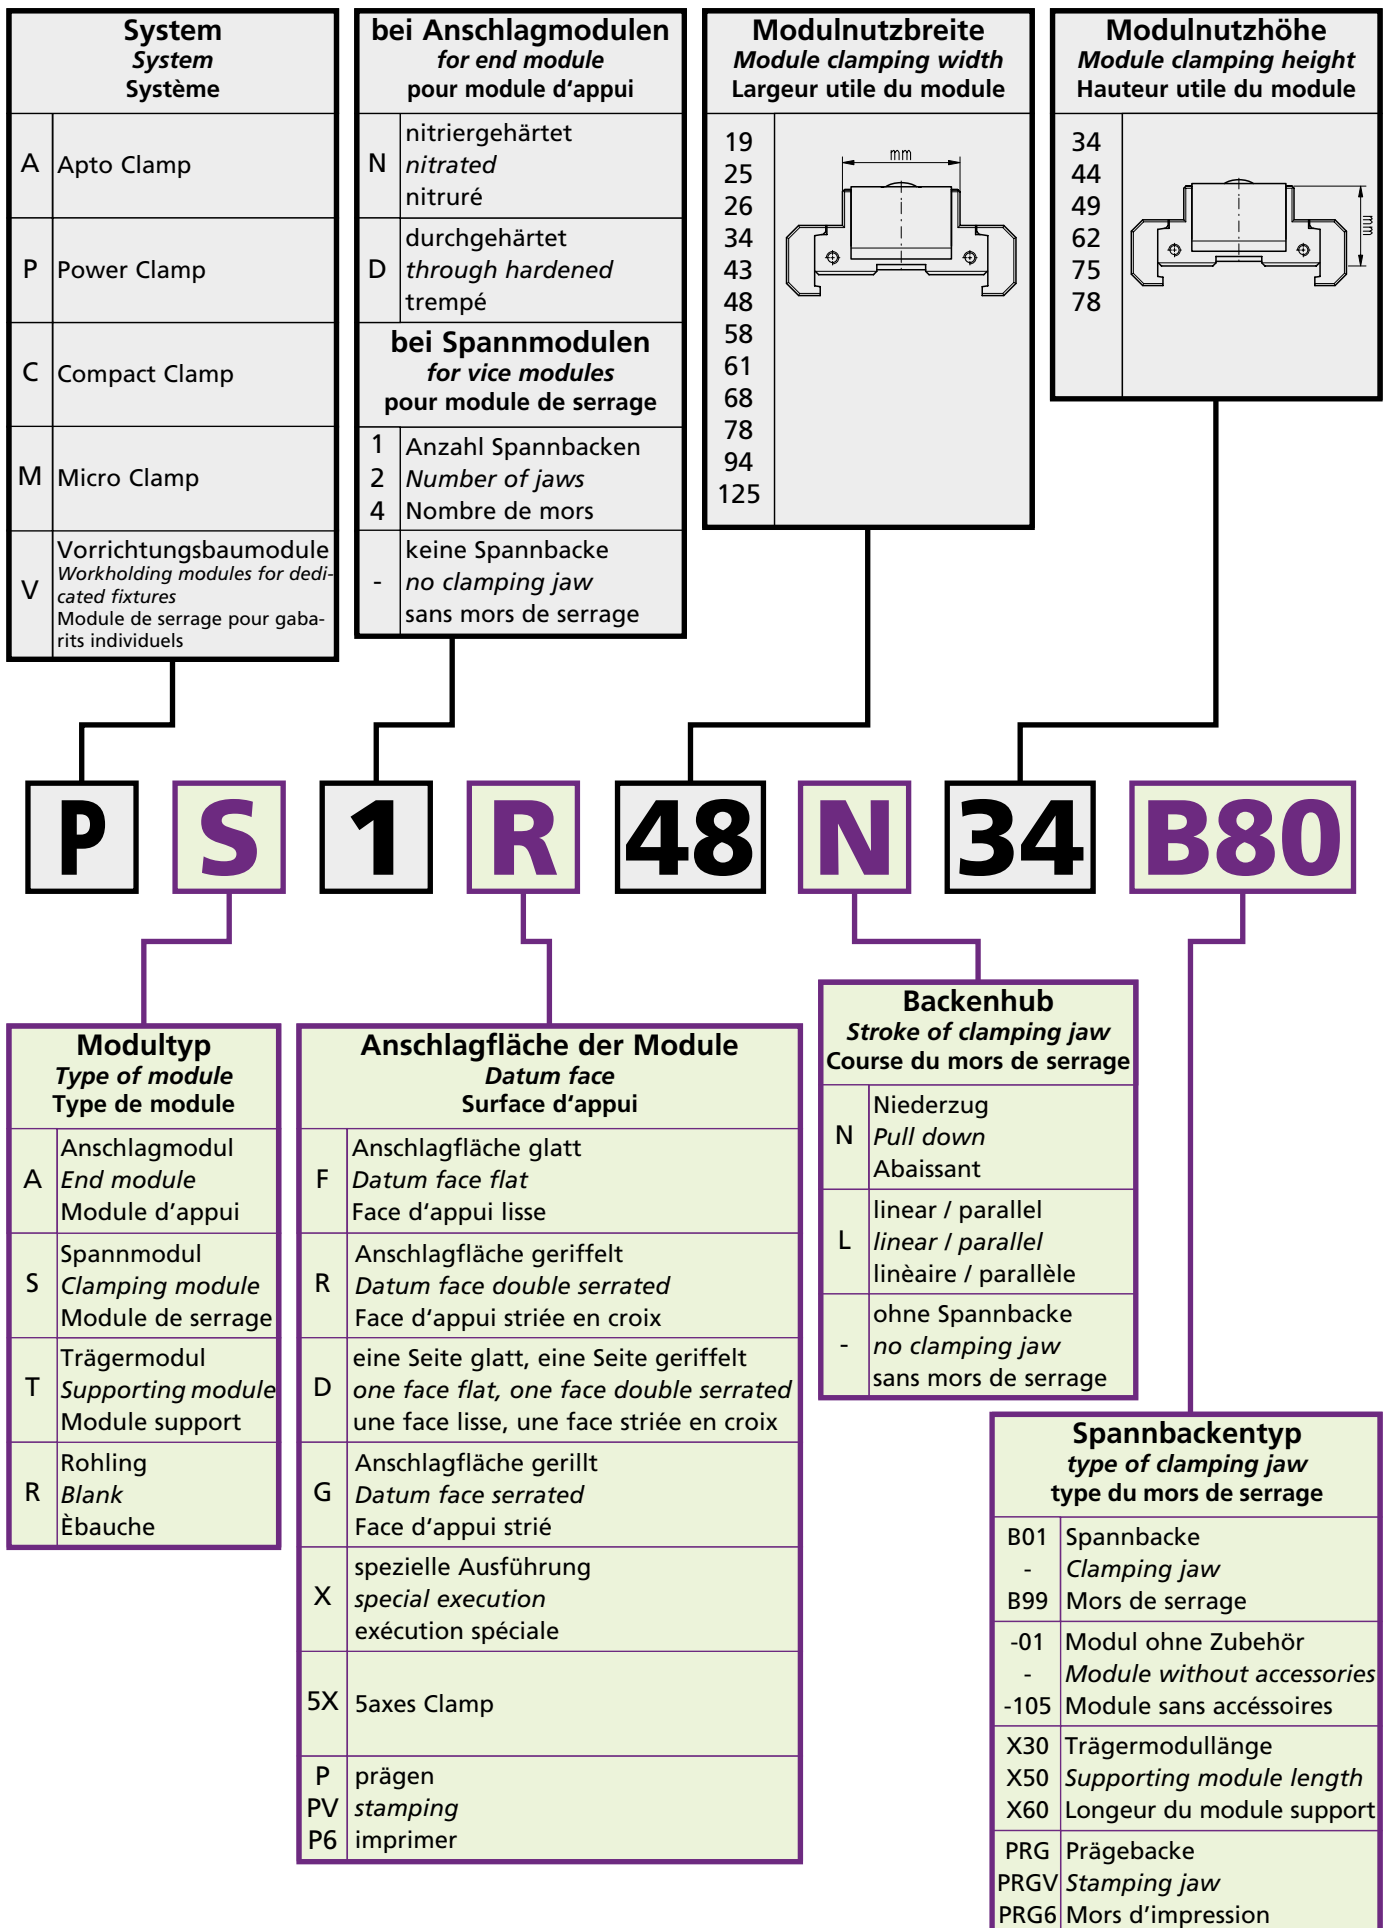 System
System
Système
A
Apto Clamp
P
Power Clamp
C
Compact Clamp
M
Micro Clamp
V
Vorrichtungsbaumodule
Workholding modules for dedi-
cated fixtures
Module de serrage pour gaba-
rits individuels
bei Anschlagmodulen
for end module
pour module d‘appui
N
nitriergehärtet
nitrated
nitruré
D
durchgehärtet
through hardened
trempé
bei Spannmodulen
for vice modules
pour module de serrage
1
2
4
Anzahl Spannbacken
Number of jaws
Nombre de mors
-
keine Spannbacke
no clamping jaw
sans mors de serrage
Modulnutzbreite
Module clamping width
Largeur utile du module
19
25
26
34
43
48
58
61
68
78
94
125
mm
Modulnutzhöhe
Module clamping height
Hauteur utile du module
34
44
49
62
75
78
mm
P S 1 R 48 N 34 B80
Modultyp
Type of module
Type de module
A
Anschlagmodul
End module
Module d'appui
S
Spannmodul
Clamping module
Module de serrage
T
Trägermodul
Supporting module
Module support
R
Rohling
Blank
Èbauche
Anschlagfläche der Module
Datum face
Surface d‘appui
F
Anschlagfläche glatt
Datum face flat
Face d'appui lisse
R
Anschlagfläche geriffelt
Datum face double serrated
Face d'appui striée en croix
D
eine Seite glatt, eine Seite geriffelt
one face flat, one face double serrated
une face lisse, une face striée en croix
G
Anschlagfläche gerillt
Datum face serrated
Face d‘appui strié
X
spezielle Ausführung
special execution
exécution spéciale
5X
5axes Clamp
P
PV
P6
prägen
stamping
imprimer
Backenhub
Stroke of clamping jaw
Course du mors de serrage
N
Niederzug
Pull down
Abaissant
L
linear / parallel
linear / parallel
linèaire / parallèle
-
ohne Spannbacke
no clamping jaw
sans mors de serrage
Spannbackentyp
type of clamping jaw
type du mors de serrage
B01
-
B99
Spannbacke
Clamping jaw
Mors de serrage
-01
-
-105
Modul ohne Zubehör
Module without accessories
Module sans accéssoires
X30
X50
X60
Trägermodullänge
Supporting module length
Longeur du module support
PRG
PRGV
PRG6
Prägebacke
Stamping jaw
Mors d’impression